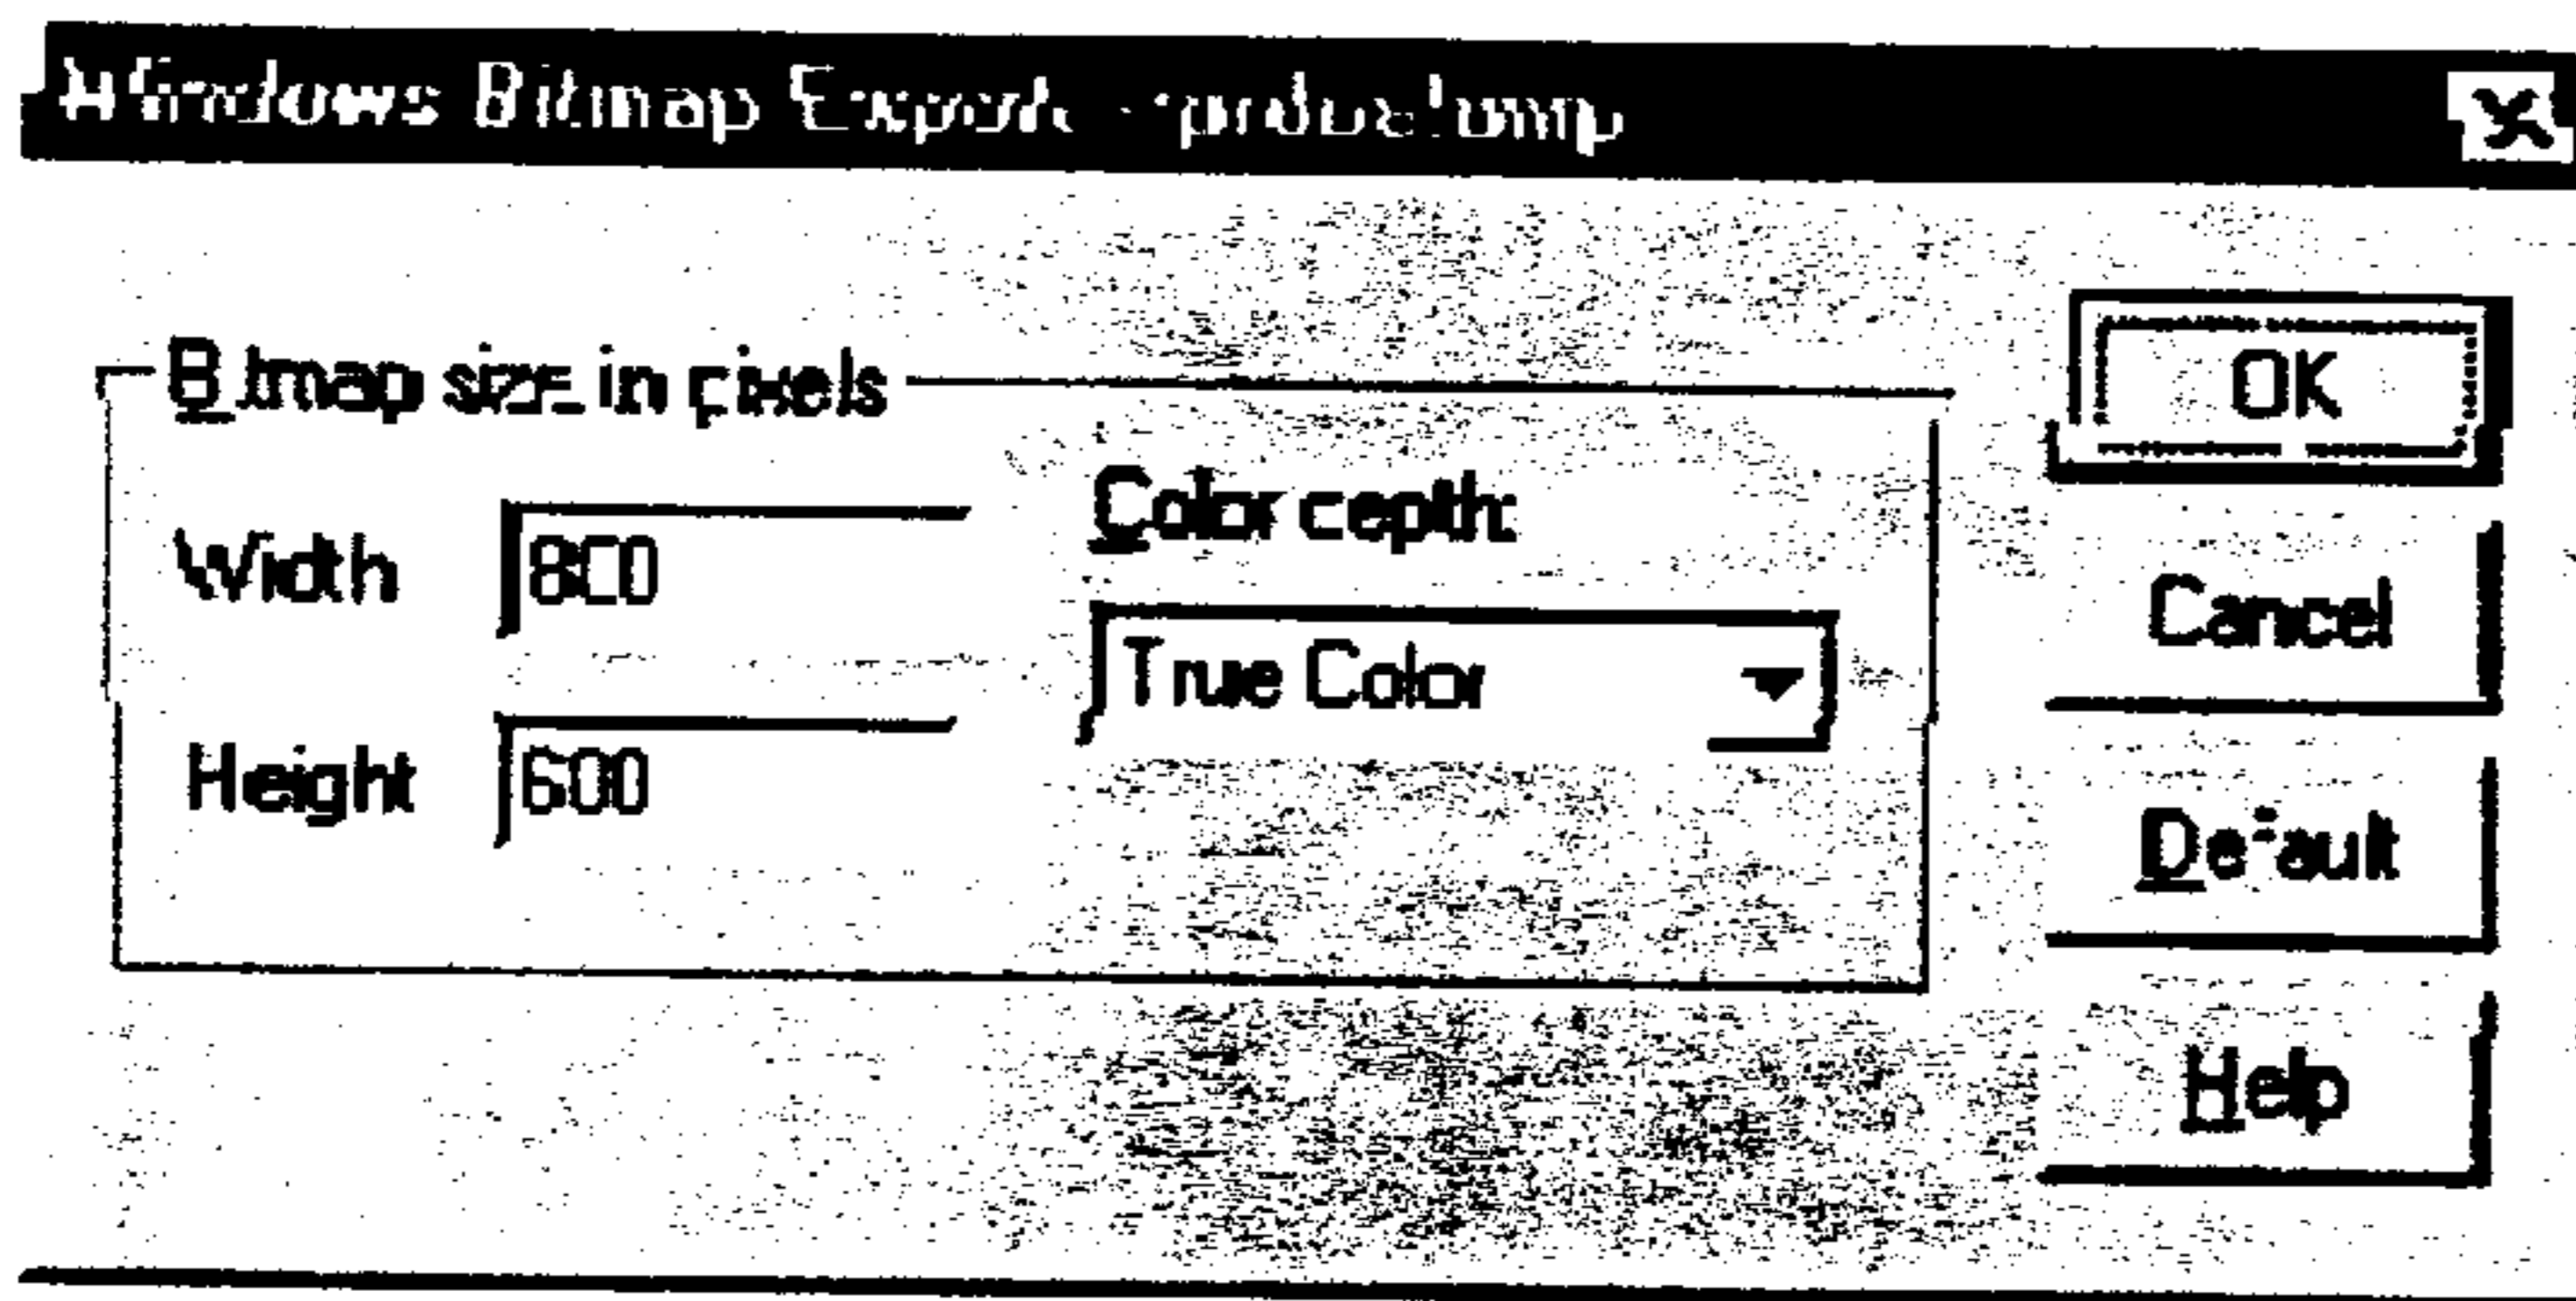 Windows Bitmap Export -
Bitmap size in pixels
Width 800
Height 600
Color depth:
True Color
OK
Cancel
Default
Help